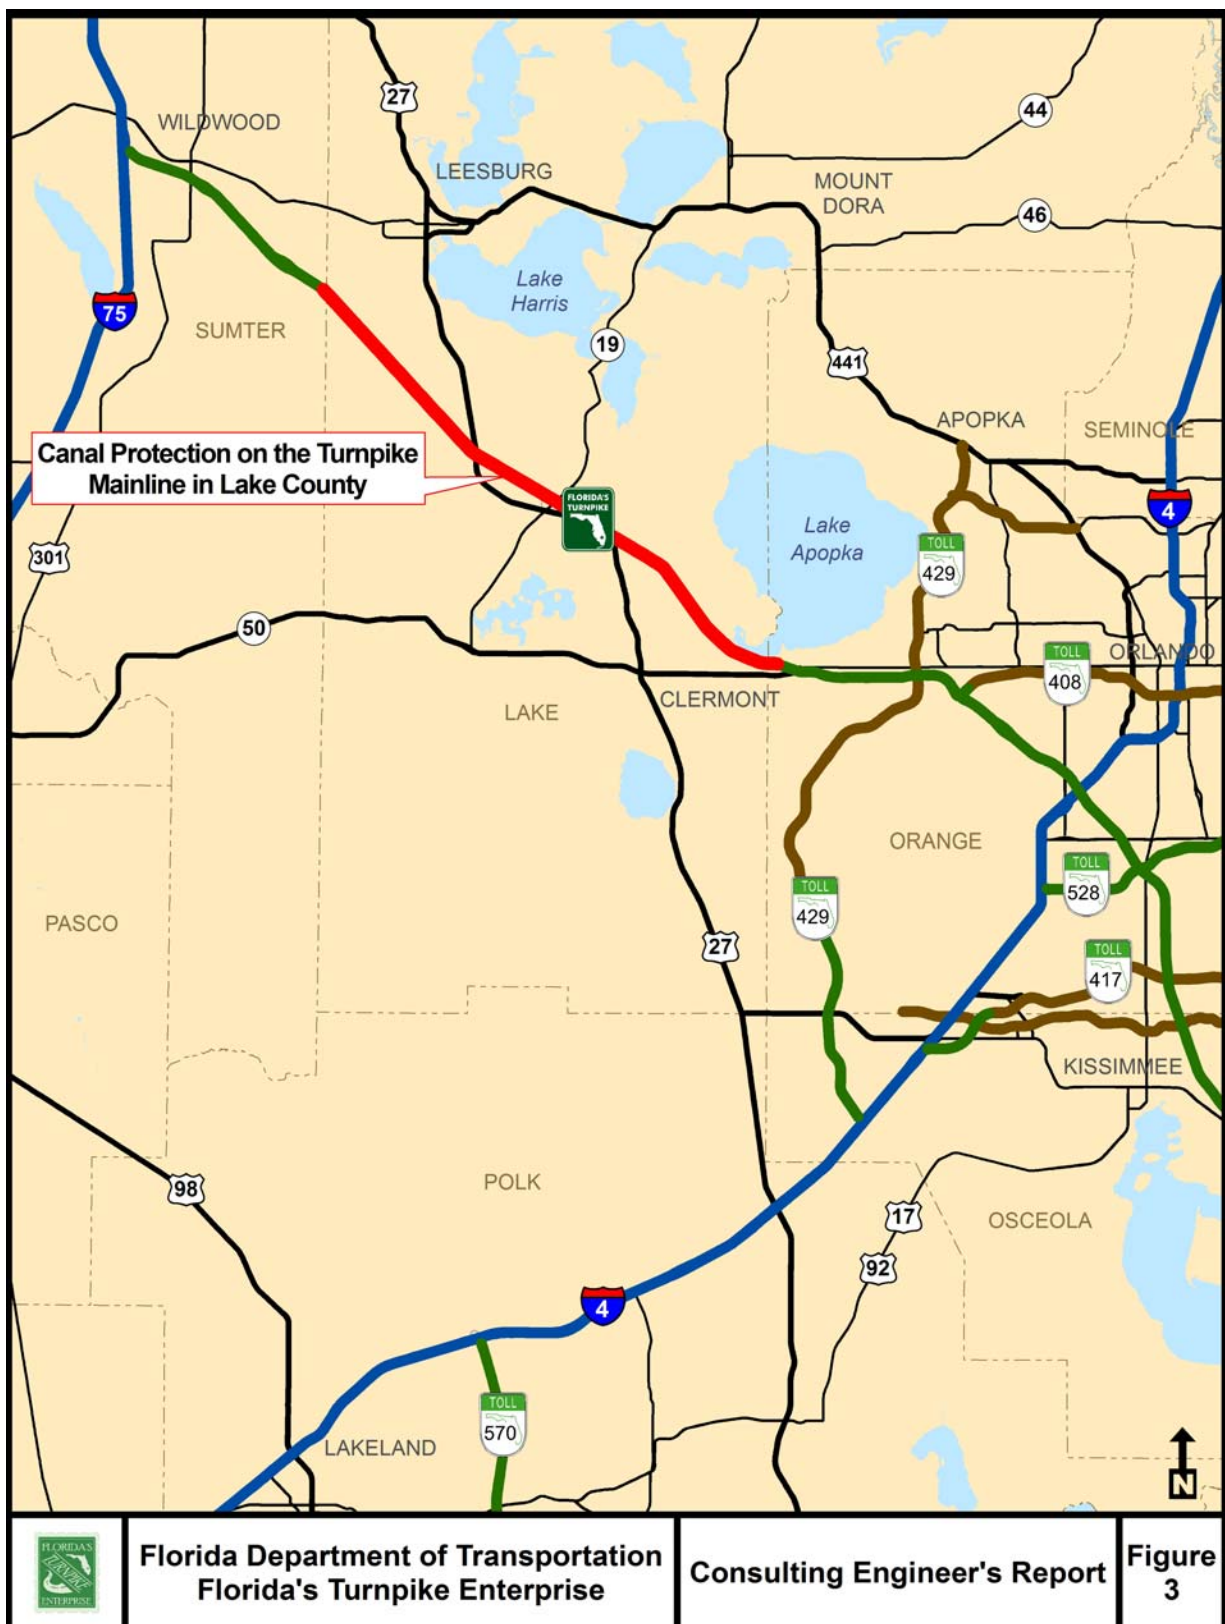 27
44
WILDWOOD
LEESBURG
MOUNT
DORA
46
Lake
Harris
75
SUMTER
19
441
APOPKA
SEMINOLE
Canal Protection on the Turnpike
Mainline in Lake County
FLORIDA'S
TURNPIKE
4
Lake
Apopka
301
TOLL
429
50
ORLANDO
TOLL
408
CLERMONT
LAKE
ORANGE
TOLL
528
TOLL
429
PASCO
27
TOLL
417
KISSIMMEE
98
POLK
17
OSCEOLA
92
4
TOLL
570
LAKELAND
N
FLORIDA'S
TURNPIKE
ENTERPRISE
Florida Department of Transportation
Florida's Turnpike Enterprise
Consulting Engineer's Report
Figure
3